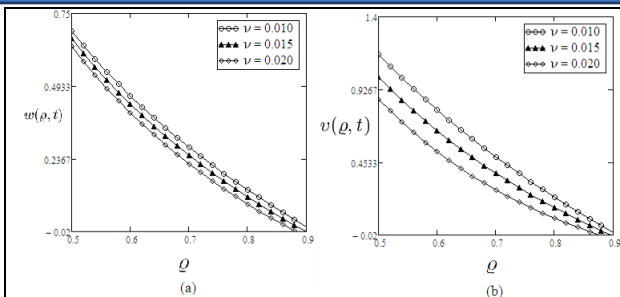 0.75
ν = 0.010
ν = 0.015
ν = 0.020
0.4933
w(ρ, t)
0.2367
−0.02
0.5 0.6 0.7 0.8 0.9
ϱ
(a)
1.4
ν = 0.010
ν = 0.015
ν = 0.020
0.9267
υ(ϱ, t)
0.4533
−0.02
0.5 0.6 0.7 0.8 0.9
ϱ
(b)